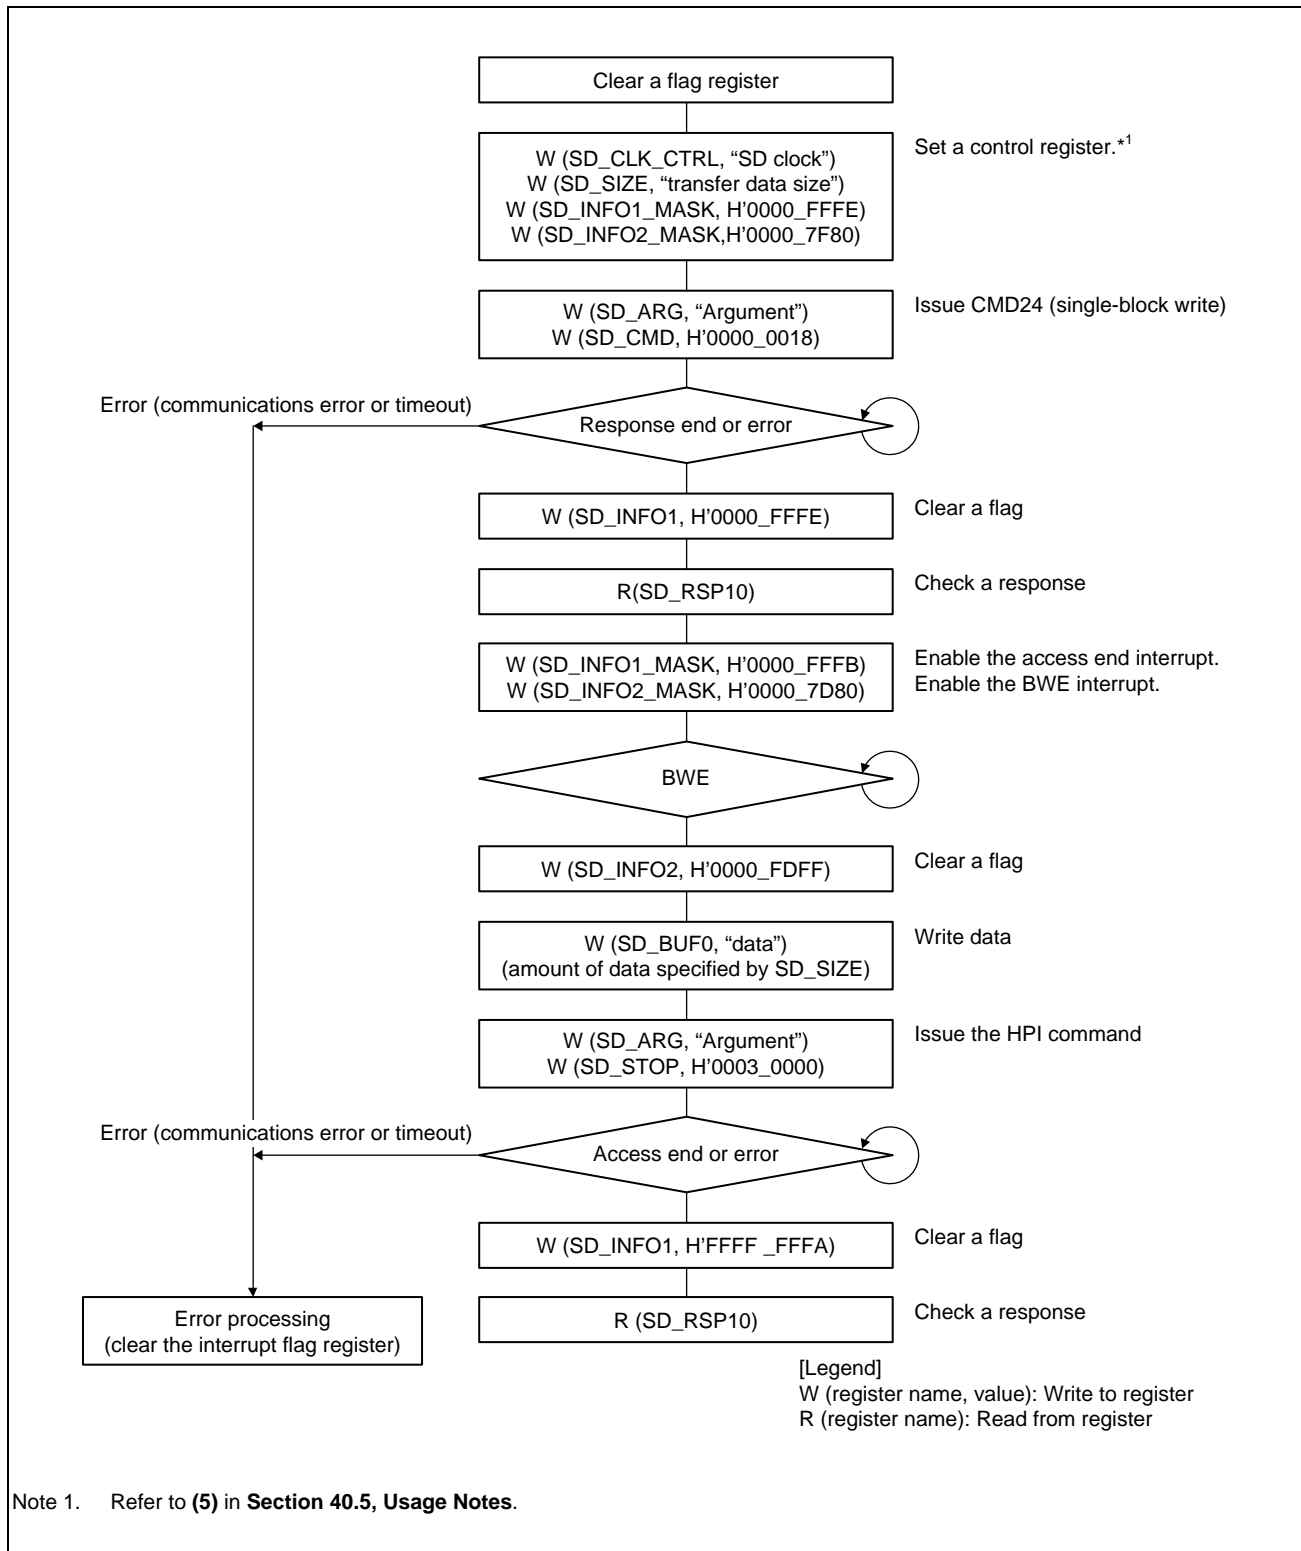 Clear a flag register
W (SD_CLK_CTRL, “SD clock”)
W (SD_SIZE, “transfer data size”)
W (SD_INFO1_MASK, H’0000_FFFE)
W (SD_INFO2_MASK,H’0000_7F80)
Set a control register.*1
W (SD_ARG, “Argument”)
W (SD_CMD, H’0000_0018)
Issue CMD24 (single-block write)
Error (communications error or timeout)
Response end or error
W (SD_INFO1, H’0000_FFFE)
Clear a flag
R(SD_RSP10)
Check a response
W (SD_INFO1_MASK, H’0000_FFFB)
W (SD_INFO2_MASK, H’0000_7D80)
Enable the access end interrupt.
Enable the BWE interrupt.
BWE
W (SD_INFO2, H’0000_FDFF)
Clear a flag
W (SD_BUF0, “data”)
(amount of data specified by SD_SIZE)
Write data
W (SD_ARG, “Argument”)
W (SD_STOP, H’0003_0000)
Issue the HPI command
Error (communications error or timeout)
Access end or error
W (SD_INFO1, H’FFFF _FFFA)
Clear a flag
Error processing
(clear the interrupt flag register)
R (SD_RSP10)
Check a response
[Legend]
W (register name, value): Write to register
R (register name): Read from register
Note 1. Refer to (5) in Section 40.5, Usage Notes.